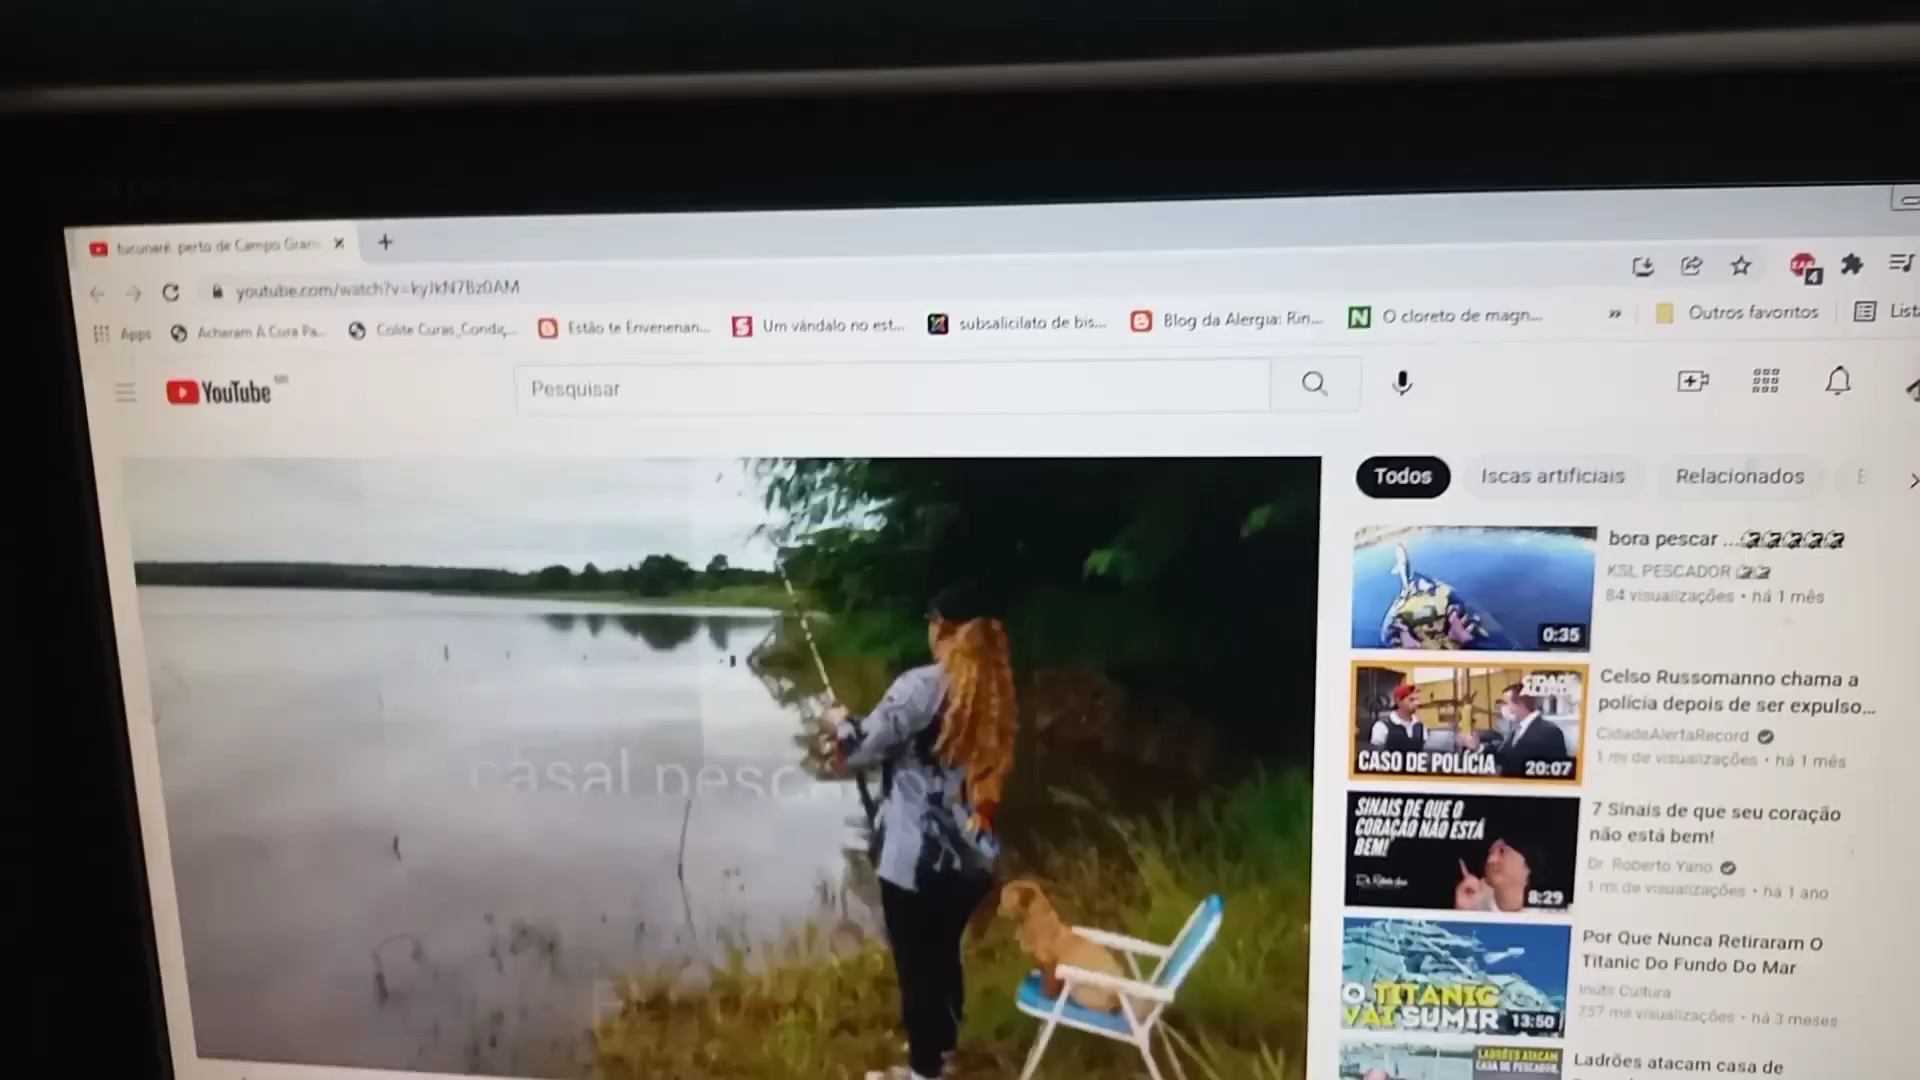 tucunaré, perto de Campo Gran
youtube.com/watch?v=kyJkN7Bz0AM
Apps
Acharam A Cura Pa...
Colite Curas_Condiç...
Estão te Envenenan...
Um vândalo no est...
subsalicilato de bis...
Blog da Alergia: Rin...
O cloreto de magn...
»
Outros favoritos
List
YouTube BR
Pesquisar
casal pesca
Todos
Iscas artificiais
Relacionados
bora pescar ...
KSL PESCADOR
84 visualizações • há 1 mês
0:35
Celso Russomanno chama a
polícia depois de ser expulso...
CidadeAlertaRecord
1 mi de visualizações • há 1 mês
CIDADE
ALERTA
CASO DE POLÍCIA
20:07
SINAIS DE QUE O
CORAÇÃO NÃO ESTÁ
BEM!
8:29
7 Sinais de que seu coração
não está bem!
Dr. Roberto Yano
1 mi de visualizações • há 1 ano
O TITANIC
VAI SUMIR
13:50
Por Que Nunca Retiraram O
Titanic Do Fundo Do Mar
Inutil Cultura
757 mil visualizações • há 3 meses
LADRÕES ATACAM
CASA DE PESCADOR
Ladrões atacam casa de